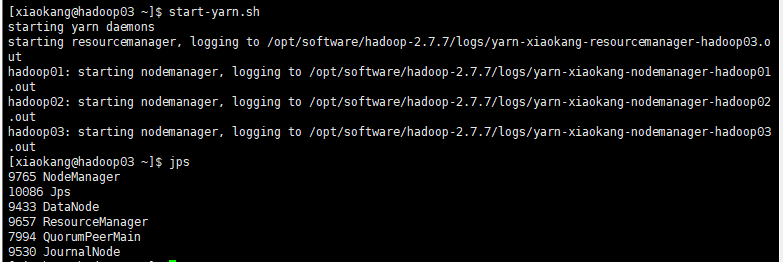 [xiaokang@hadoop03 ~]$ start-yarn.sh
starting yarn daemons
starting resourcemanager, logging to /opt/software/hadoop-2.7.7/logs/yarn-xiaokang-resourcemanager-hadoop03.o
ut
hadoop01: starting nodemanager, logging to /opt/software/hadoop-2.7.7/logs/yarn-xiaokang-nodemanager-hadoop01
.out
hadoop02: starting nodemanager, logging to /opt/software/hadoop-2.7.7/logs/yarn-xiaokang-nodemanager-hadoop02
.out
hadoop03: starting nodemanager, logging to /opt/software/hadoop-2.7.7/logs/yarn-xiaokang-nodemanager-hadoop03
.out
[xiaokang@hadoop03 ~]$ jps
9765 NodeManager
10086 Jps
9433 DataNode
9657 ResourceManager
7994 QuorumPeerMain
9530 JournalNode